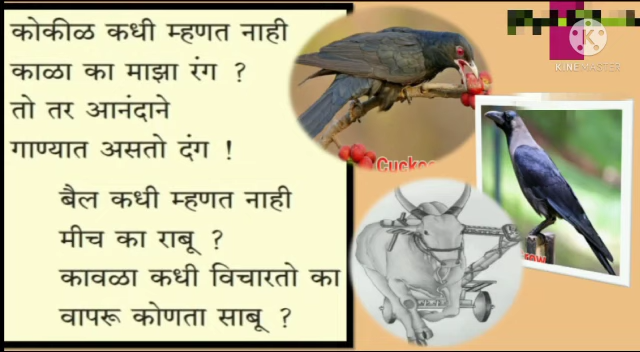 कोकीळ कधी म्हणत नाही
काळा का माझा रंग ?
तो तर आनंदाने
गाण्यात असतो दंग !
बैल कधी म्हणत नाही
मीच का राबू ?
कावळा कधी विचारतो का
वापरू कोणता साबू ?
KINEMASTER